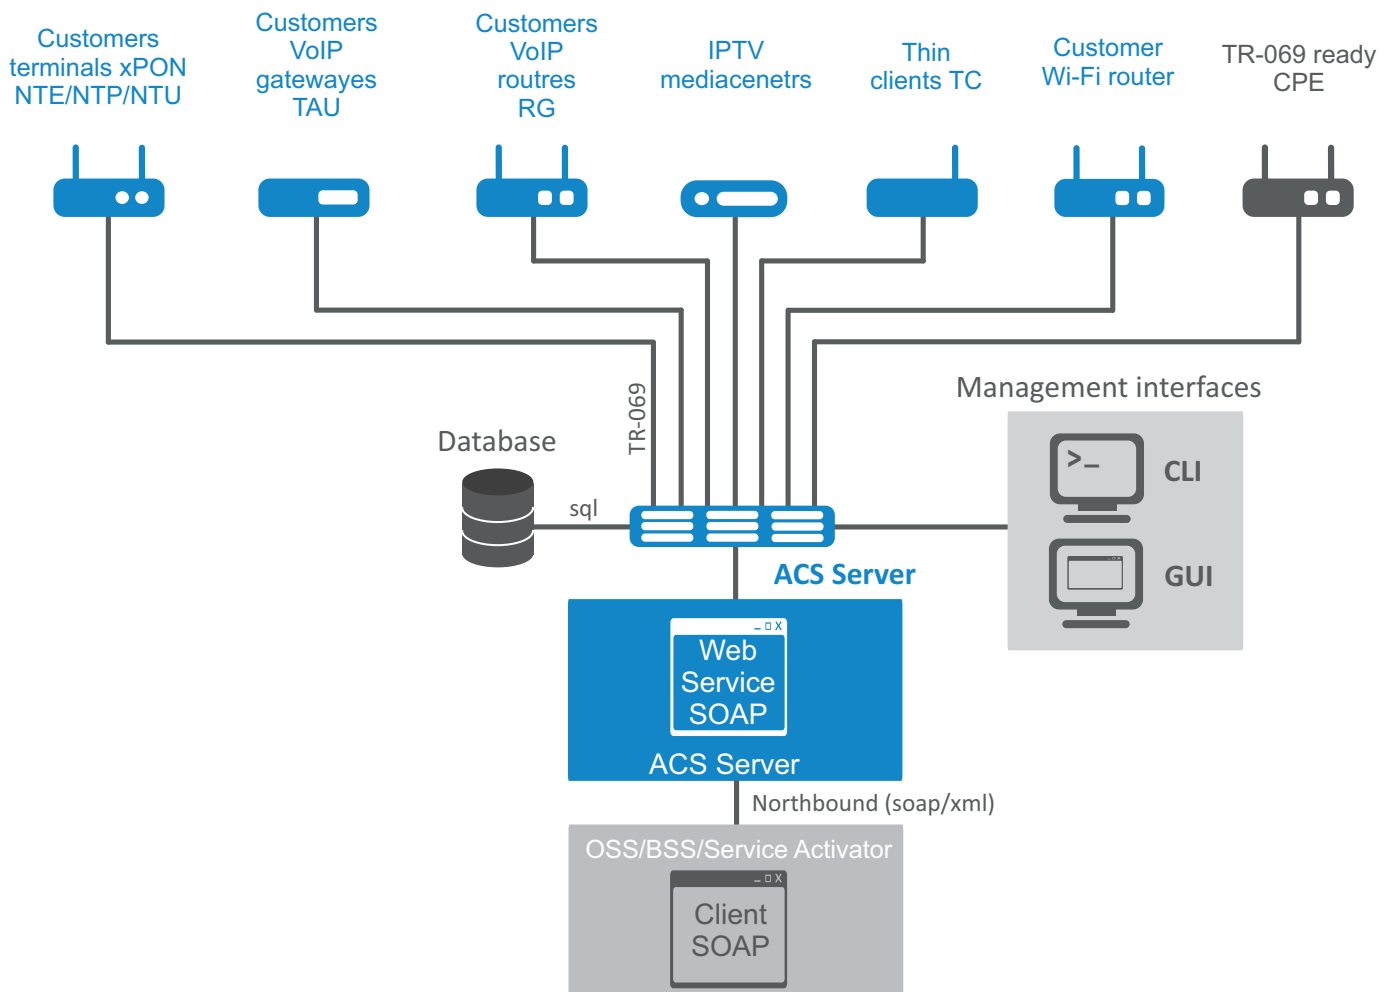 Customers
terminals xPON
NTE/NTP/NTU
Customers
VoIP
gatewayes
TAU
Customers
VoIP
routres
RG
IPTV
mediacenetrs
Thin
clients TC
Customer
Wi-Fi router
TR-069 ready
CPE
TR-069
Management interfaces
>_
CLI
GUI
Database
sql
ACS Server
Web
Service
SOAP
ACS Server
Northbound (soap/xml)
OSS/BSS/Service Activator
Client
SOAP